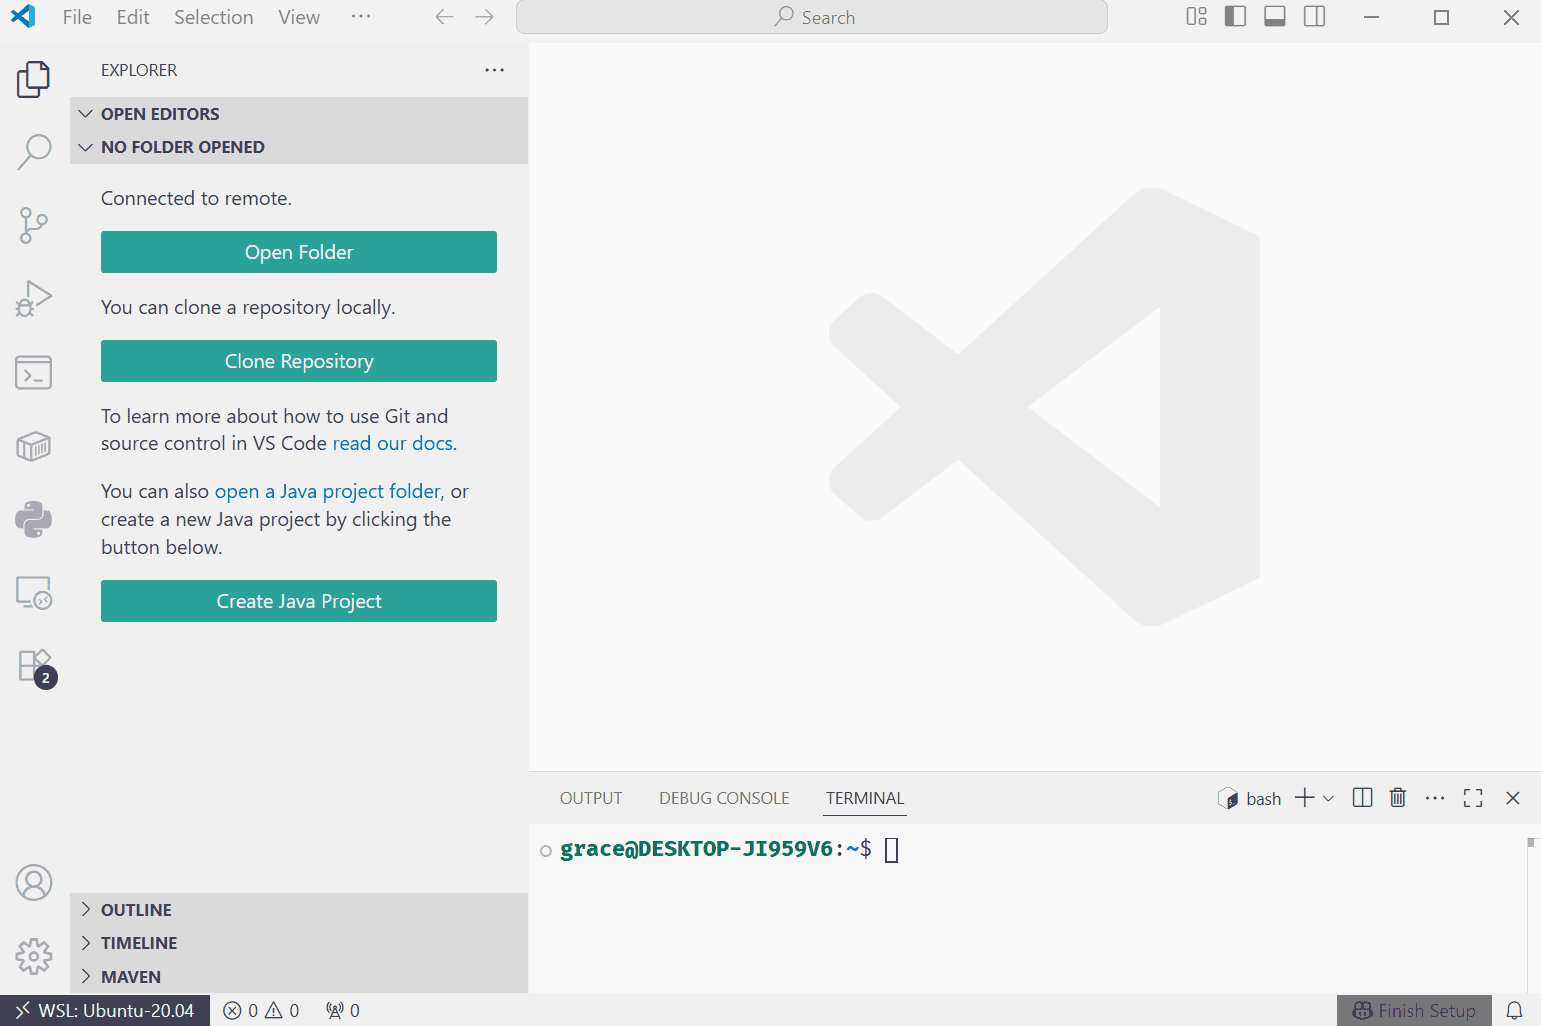 File Edit Selection View ···
Search
EXPLORER
OPEN EDITORS
NO FOLDER OPENED
Connected to remote.
Open Folder
You can clone a repository locally.
Clone Repository
To learn more about how to use Git and
source control in VS Code read our docs.
You can also open a Java project folder, or
create a new Java project by clicking the
button below.
Create Java Project
2
OUTPUT DEBUG CONSOLE TERMINAL
bash
grace@DESKTOP-JI959V6:~$
OUTLINE
TIMELINE
MAVEN
WSL: Ubuntu-20.04 0 0 0
Finish Setup